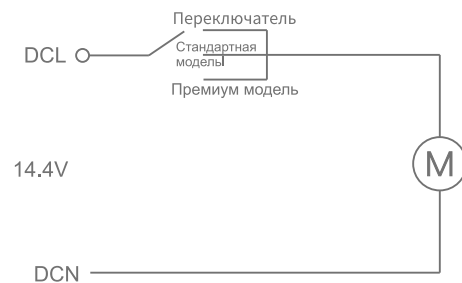 Переключатель
DCL
Стандартная
модель
Премиум модель
14.4V
M
DCN